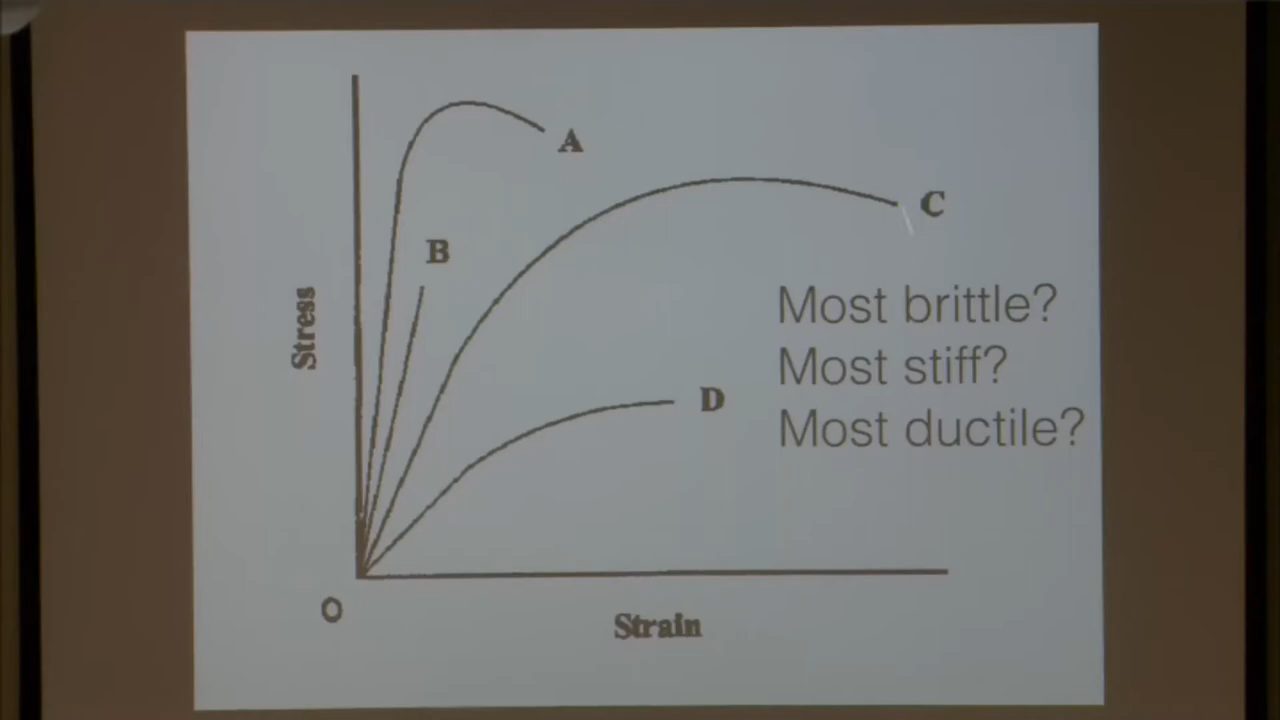 A
C
B
Stress
Most brittle?
Most stiff?
Most ductile?
D
O
Strain